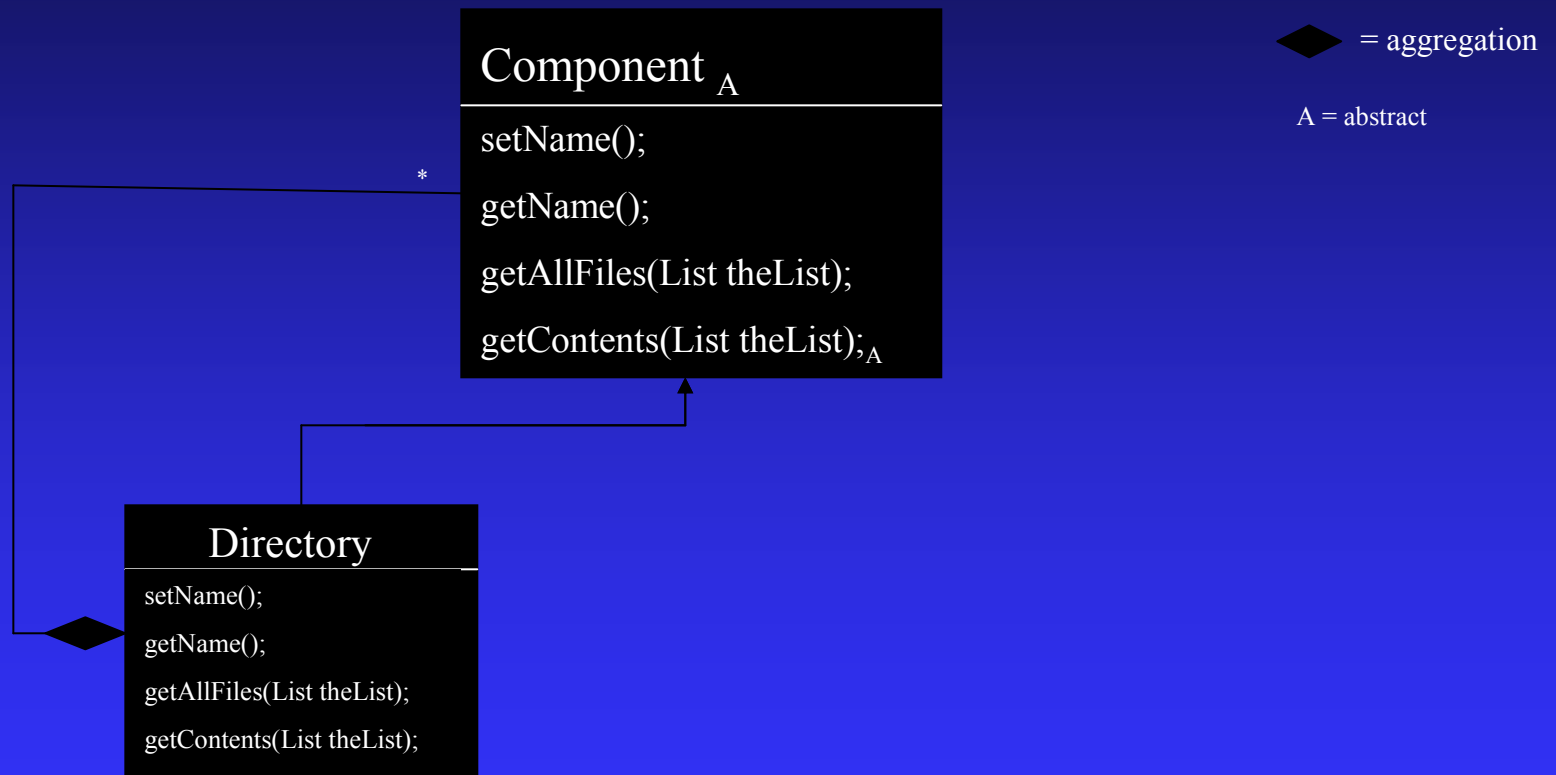 Component A
setName();
getName();
getAllFiles(List theList);
getContents(List theList);A
= aggregation
A = abstract
*
Directory
setName();
getName();
getAllFiles(List theList);
getContents(List theList);